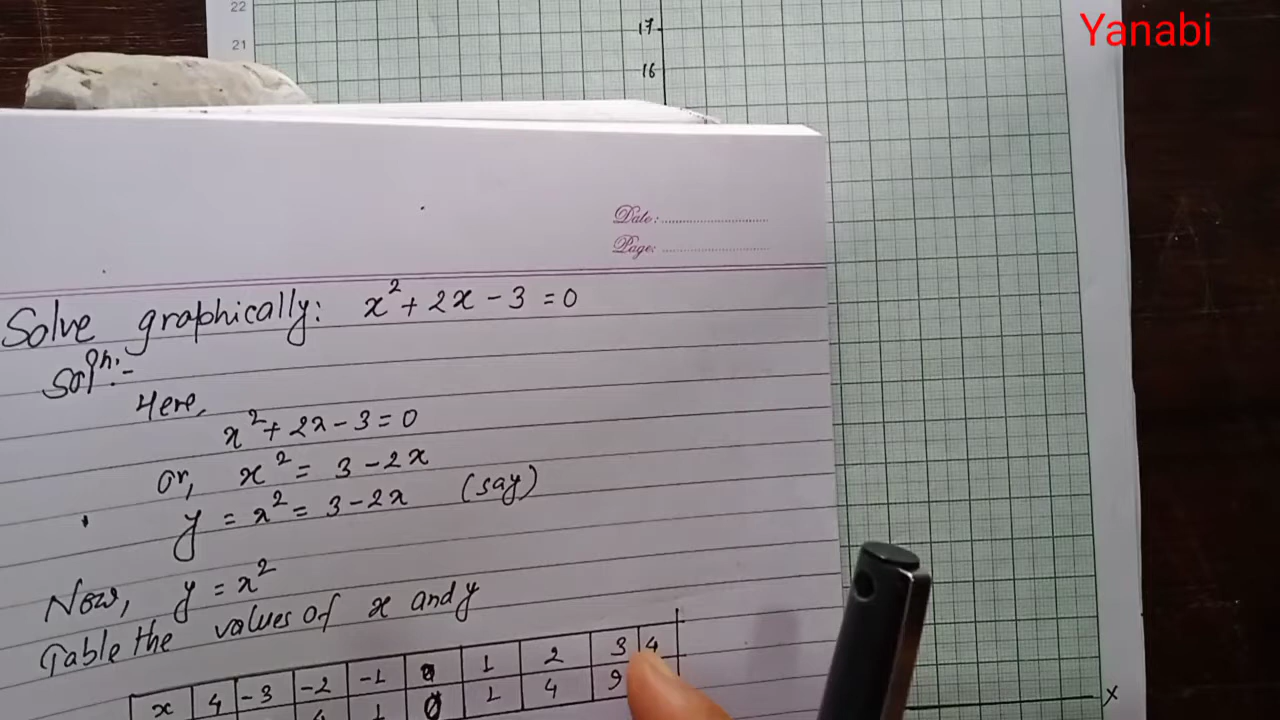 22
17
Yanabi
21
16
Date:
Page:
Solve graphically: x² + 2x - 3 = 0
Solⁿ:-
Here,
x² + 2x - 3 = 0
or, x² = 3 - 2x
y = x² = 3 - 2x (say)
Now, y = x²
Table the values of x and y
x 4 -3 -2 -1 0 1 2 3 4
4 1 0 1 4 9
X